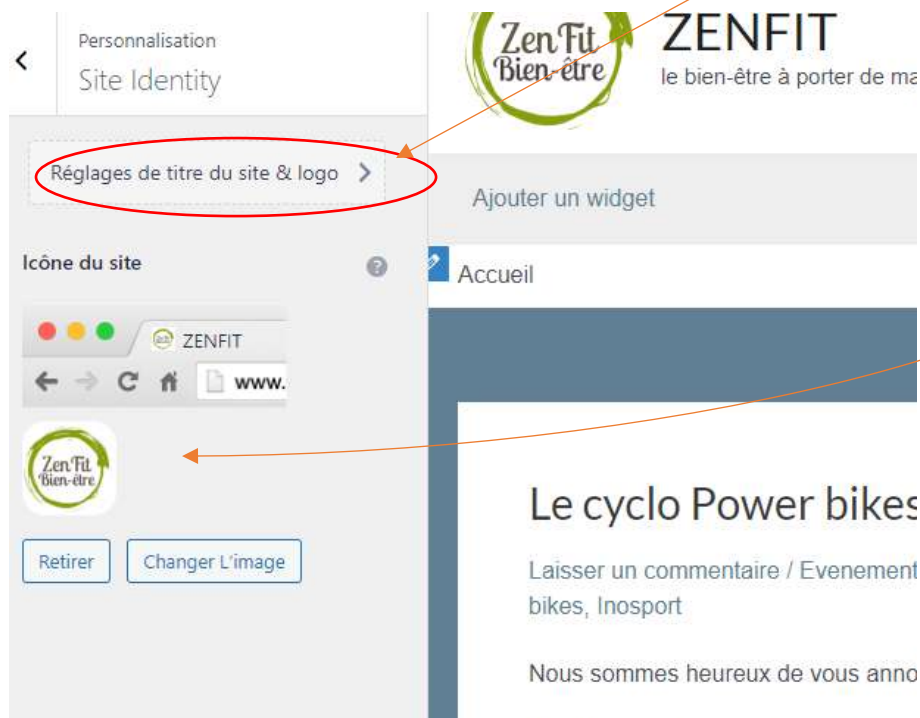 Personnalisation
Site Identity
Réglages de titre du site & logo
Icône du site
ZENFIT
www.
Zen Fit
Bien-être
Retirer
Changer L'image
Zen Fit
Bien-être
ZENFIT
le bien-être à porter de ma
Ajouter un widget
Accueil
Le cyclo Power bikes
Laisser un commentaire / Evenement
bikes, Inosport
Nous sommes heureux de vous anno